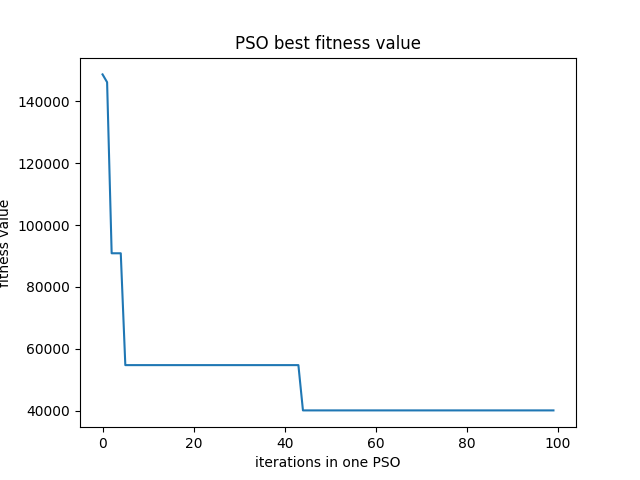 PSO best fitness value
140000
120000
100000
80000
60000
40000
fitness value
0 20 40 60 80 100
iterations in one PSO